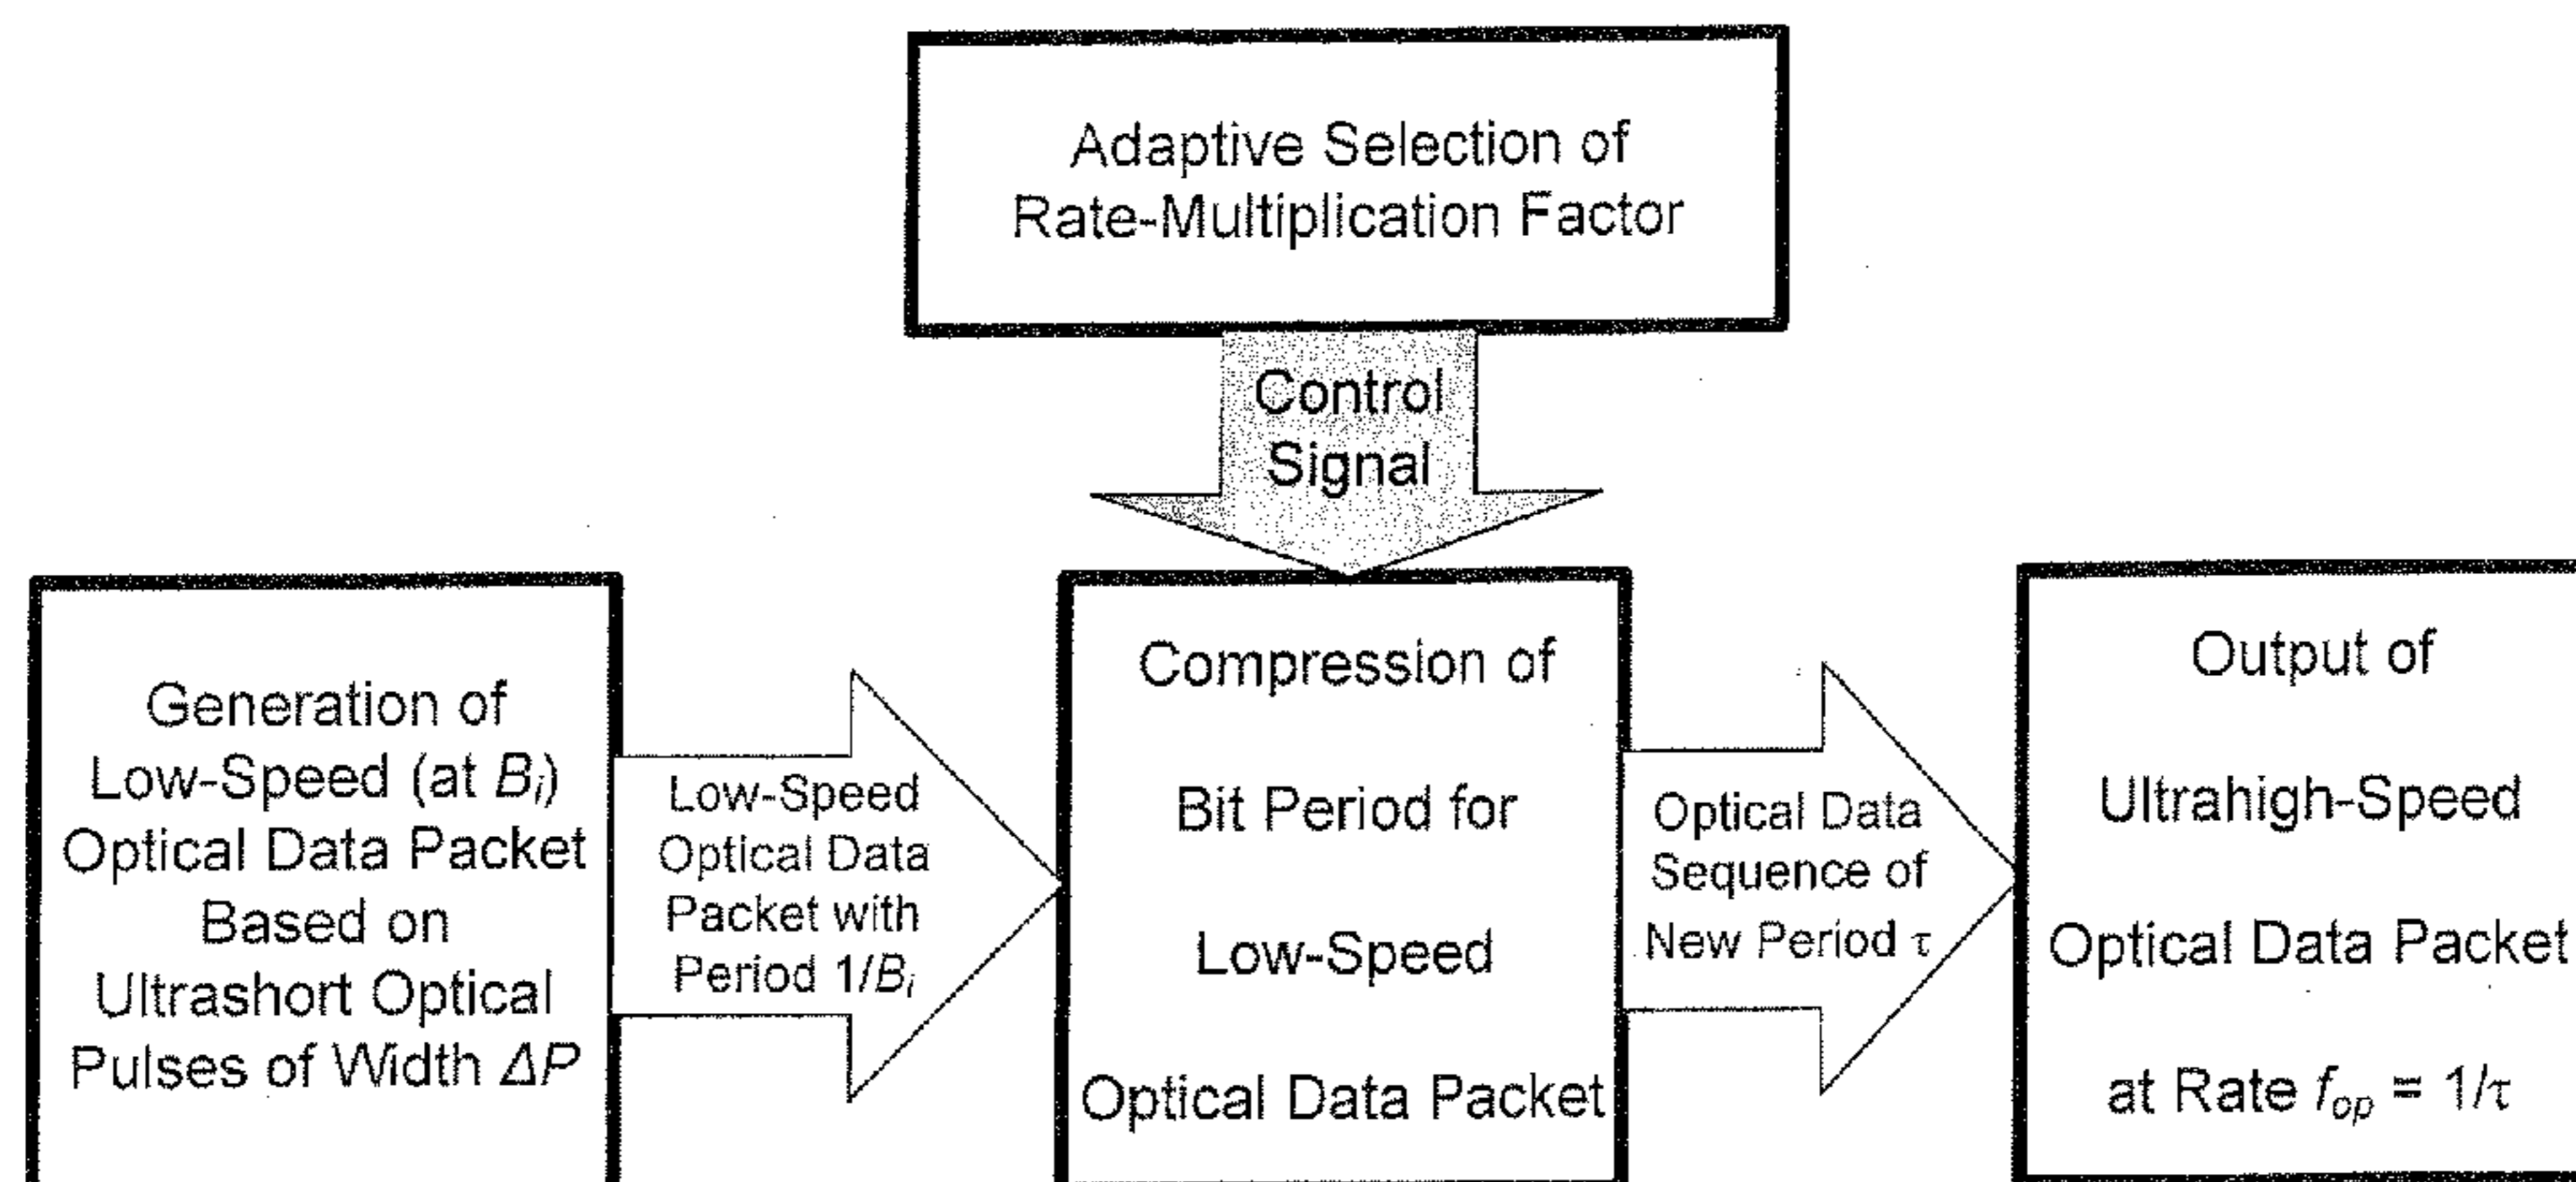 Adaptive Selection of
Rate-Multiplication Factor
Control
Signal
Generation of
Low-Speed (at Bᵢ)
Optical Data Packet
Based on
Ultrashort Optical
Pulses of Width ΔP
Low-Speed
Optical Data
Packet with
Period 1/Bᵢ
Compression of
Bit Period for
Low-Speed
Optical Data Packet
Optical Data
Sequence of
New Period τ
Output of
Ultrahigh-Speed
Optical Data Packet
at Rate f_op = 1/τ